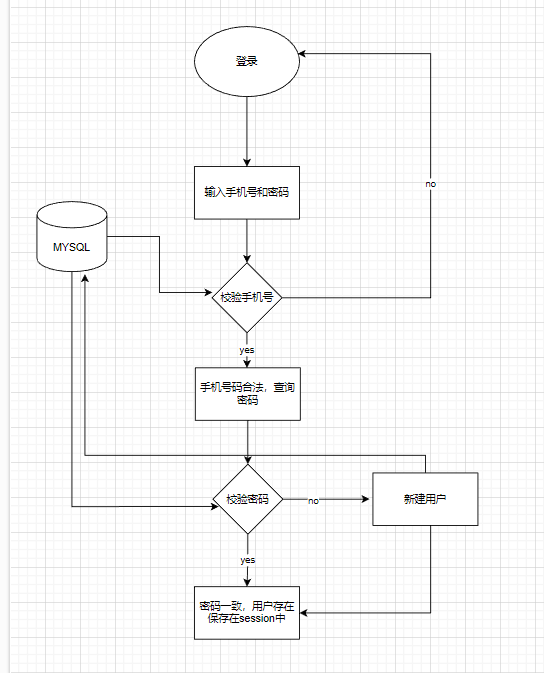 登录
输入手机号和密码
no
MYSQL
校验手机号
yes
手机号码合法，查询
密码
校验密码
no
新建用户
yes
密码一致，用户存在
保存在session中